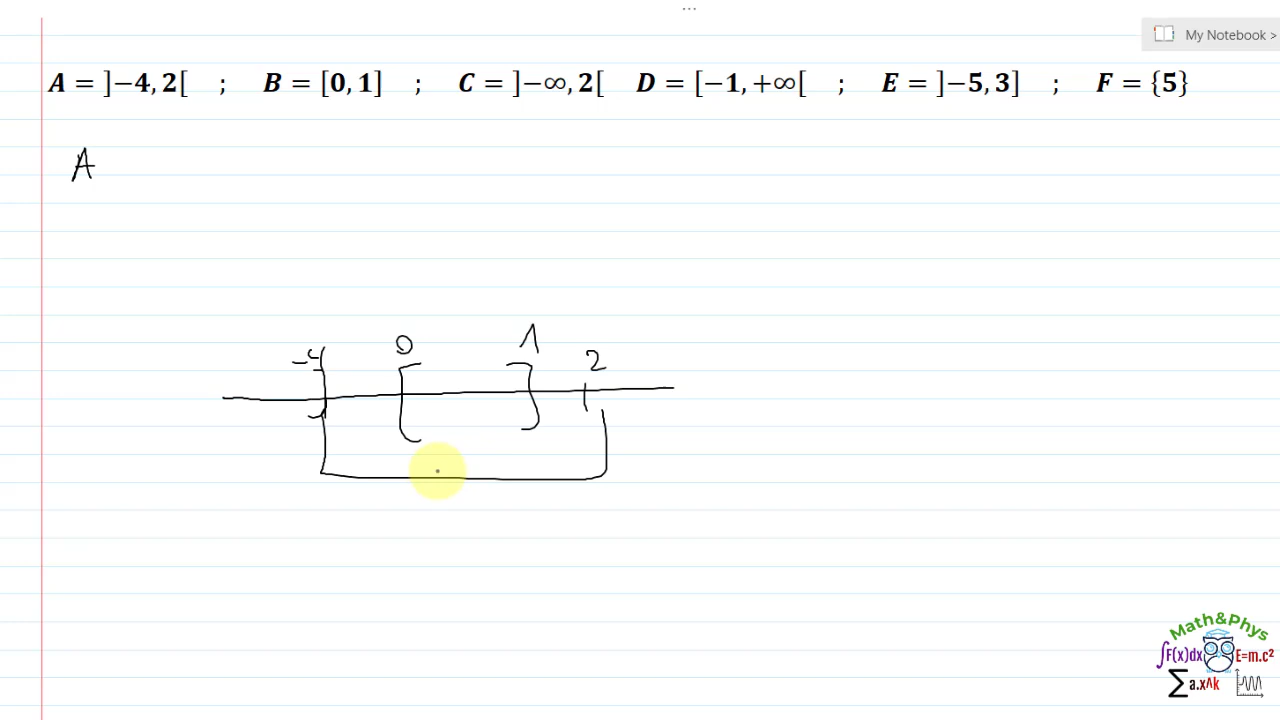 ...
My Notebook >
A = ]−4,2[ ; B = [0,1] ; C = ]−∞,2[ D = [−1,+∞[ ; E = ]−5,3] ; F = {5}
A
-4 0 1 2
Math&Phys
∫F(x)dx E=m.c²
∑ a.x^k